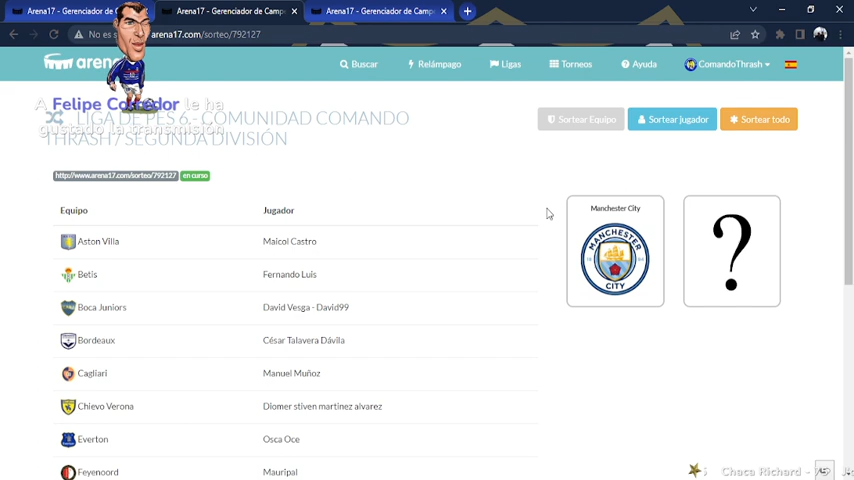 Arena17 - Gerenciador de Camp
Arena17 - Gerenciador de Campe
Arena17 - Gerenciador de Campe
No es s
arena17.com/sorteo/792127
Buscar
Relámpago
Ligas
Torneos
Ayuda
ComandoThrash
A Felipe Corredor le ha
gustado la transmisión
LIGA DE PES 6.- COMUNIDAD COMANDO
THRASH / SEGUNDA DIVISIÓN
Sortear Equipo
Sortear jugador
Sortear todo
http://www.arena17.com/sorteo/792127 en curso
Equipo Jugador
Aston Villa Maicol Castro
Betis Fernando Luis
Boca Juniors David Vesga - David99
Bordeaux César Talavera Dávila
Cagliari Manuel Muñoz
Chievo Verona Diomer stiven martinez alvarez
Everton Osca Oce
Feyenoord Mauripal
Manchester City
MANCHESTER
CITY
?
Chaca Richard